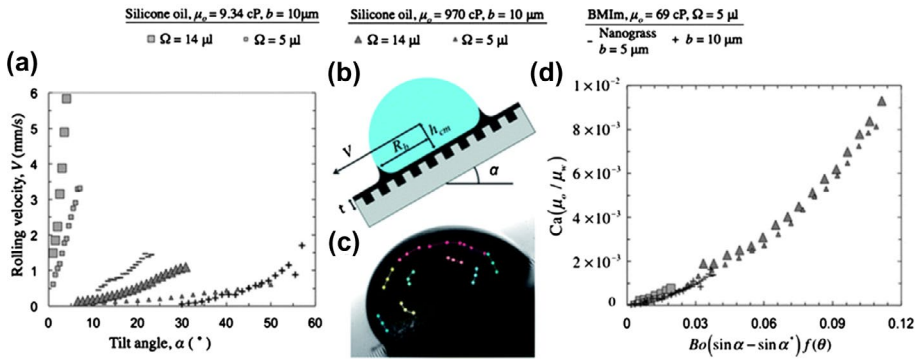 Silicone oil, μₒ = 9.34 cP, b = 10μm
Ω = 14 μl Ω = 5 μl
Silicone oil, μₒ = 970 cP, b = 10 μm
Ω = 14 μl Ω = 5 μl
BMIm, μₒ = 69 cP, Ω = 5 μl
– Nanograss + b = 10 μm
b = 5 μm
(a)
Rolling velocity, V (mm/s)
6
5
4
3
2
1
0
0 10 20 30 40 50 60
Tilt angle, α (°)
(b)
V
R_b
h_cm
α
t
(c)
(d)
Ca(μₒ / μ_w)
1×10⁻²
8×10⁻³
6×10⁻³
4×10⁻³
2×10⁻³
0
0 0.03 0.06 0.09 0.12
Bo(sin α – sin α*) f(θ)